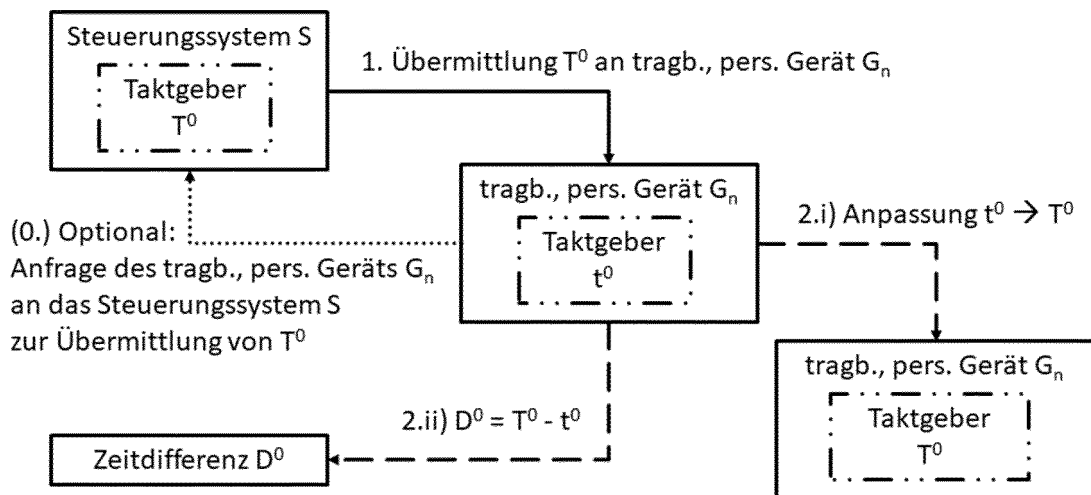 Steuerungssystem S
Taktgeber
T⁰
1. Übermittlung T⁰ an tragb., pers. Gerät Gₙ
tragb., pers. Gerät Gₙ
Taktgeber
t⁰
2.i) Anpassung t⁰ → T⁰
(0.) Optional:
Anfrage des tragb., pers. Geräts Gₙ
an das Steuerungssystem S
zur Übermittlung von T⁰
tragb., pers. Gerät Gₙ
Taktgeber
T⁰
2.ii) D⁰ = T⁰ - t⁰
Zeitdifferenz D⁰